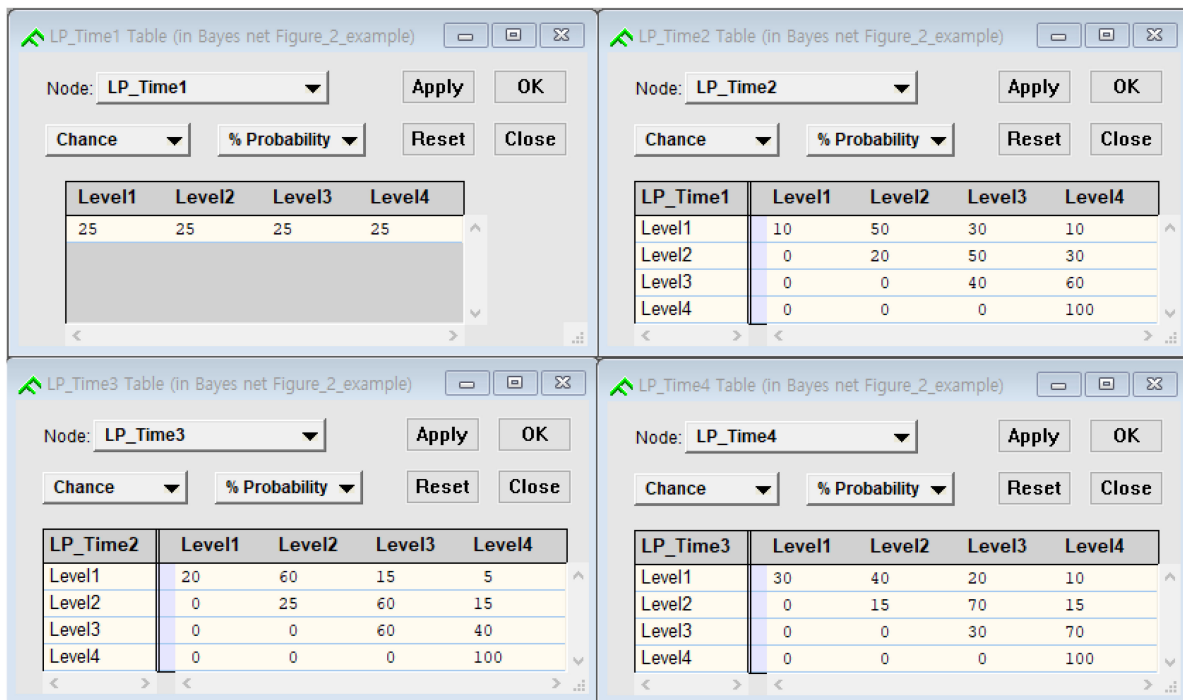 LP_Time1 Table (in Bayes net Figure_2_example)
Node: LP_Time1 Apply OK
Chance % Probability Reset Close
Level1 Level2 Level3 Level4
25 25 25 25
LP_Time2 Table (in Bayes net Figure_2_example)
Node: LP_Time2 Apply OK
Chance % Probability Reset Close
LP_Time1 Level1 Level2 Level3 Level4
Level1 10 50 30 10
Level2 0 20 50 30
Level3 0 0 40 60
Level4 0 0 0 100
LP_Time3 Table (in Bayes net Figure_2_example)
Node: LP_Time3 Apply OK
Chance % Probability Reset Close
LP_Time2 Level1 Level2 Level3 Level4
Level1 20 60 15 5
Level2 0 25 60 15
Level3 0 0 60 40
Level4 0 0 0 100
LP_Time4 Table (in Bayes net Figure_2_example)
Node: LP_Time4 Apply OK
Chance % Probability Reset Close
LP_Time3 Level1 Level2 Level3 Level4
Level1 30 40 20 10
Level2 0 15 70 15
Level3 0 0 30 70
Level4 0 0 0 100